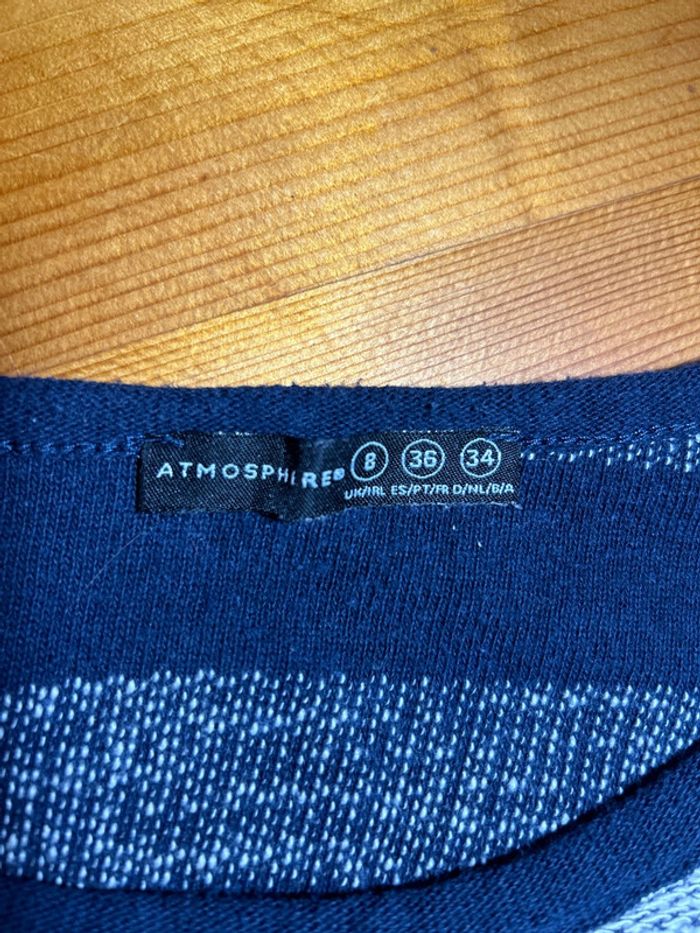 ATMOSPHERE® 8 36 34
UK/IRL ES/PT/FR D/NL/B/A